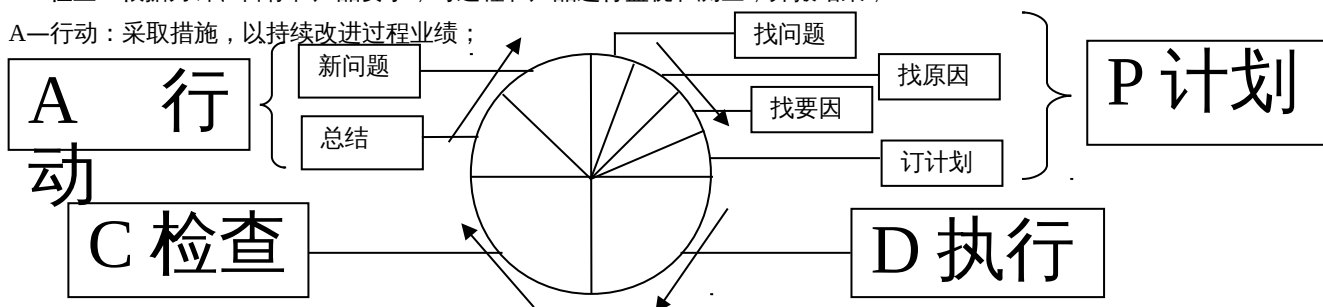 A—行动：采取措施，以持续改进过程业绩；
找问题
新问题
找原因
A 行动
P 计划
找要因
总结
订计划
C 检查
D 执行